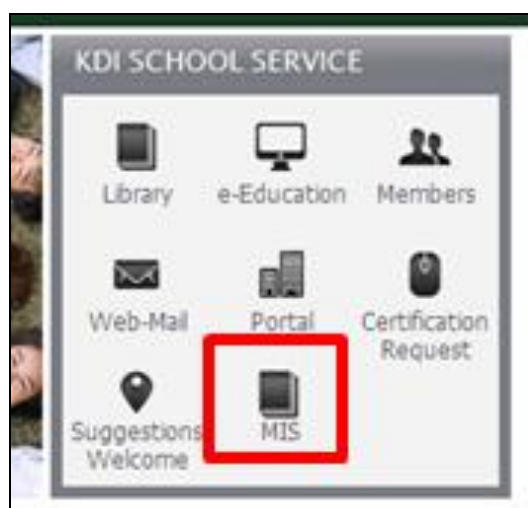 KDI SCHOOL SERVICE
Library e-Education Members
Web-Mail Portal Certification
Request
Suggestions MIS
Welcome